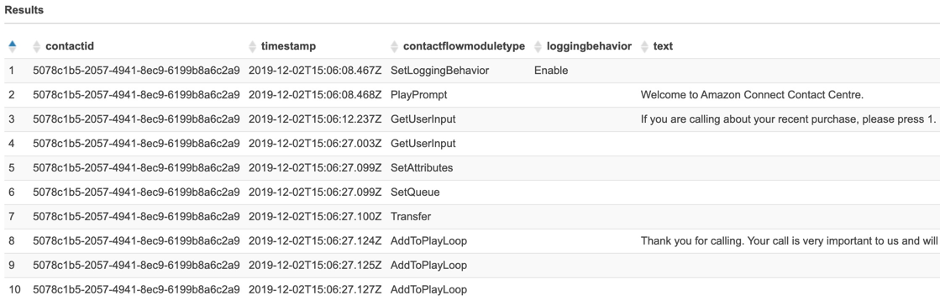 Results
contactid timestamp contactflowmoduletype loggingbehavior text
1 5078c1b5-2057-4941-8ec9-6199b8a6c2a9 2019-12-02T15:06:08.467Z SetLoggingBehavior Enable
2 5078c1b5-2057-4941-8ec9-6199b8a6c2a9 2019-12-02T15:06:08.468Z PlayPrompt Welcome to Amazon Connect Contact Centre.
3 5078c1b5-2057-4941-8ec9-6199b8a6c2a9 2019-12-02T15:06:12.237Z GetUserInput If you are calling about your recent purchase, please press 1.
4 5078c1b5-2057-4941-8ec9-6199b8a6c2a9 2019-12-02T15:06:27.003Z GetUserInput
5 5078c1b5-2057-4941-8ec9-6199b8a6c2a9 2019-12-02T15:06:27.099Z SetAttributes
6 5078c1b5-2057-4941-8ec9-6199b8a6c2a9 2019-12-02T15:06:27.099Z SetQueue
7 5078c1b5-2057-4941-8ec9-6199b8a6c2a9 2019-12-02T15:06:27.100Z Transfer
8 5078c1b5-2057-4941-8ec9-6199b8a6c2a9 2019-12-02T15:06:27.124Z AddToPlayLoop Thank you for calling. Your call is very important to us and will
9 5078c1b5-2057-4941-8ec9-6199b8a6c2a9 2019-12-02T15:06:27.125Z AddToPlayLoop
10 5078c1b5-2057-4941-8ec9-6199b8a6c2a9 2019-12-02T15:06:27.127Z AddToPlayLoop